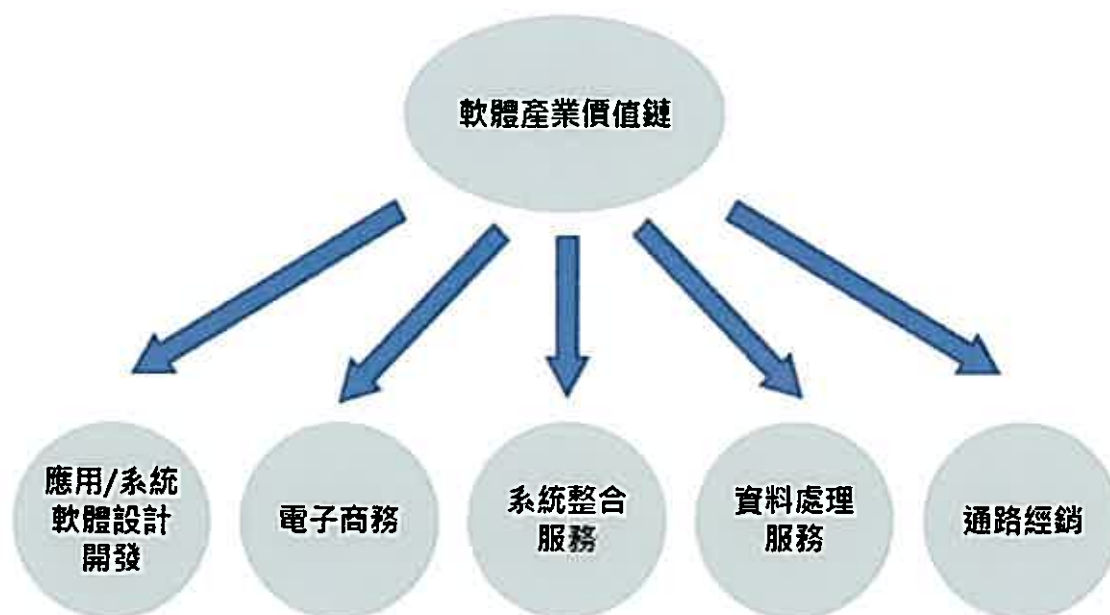 軟體產業價值鏈
應用/系統
軟體設計
開發
電子商務
系統整合
服務
資料處理
服務
通路經銷